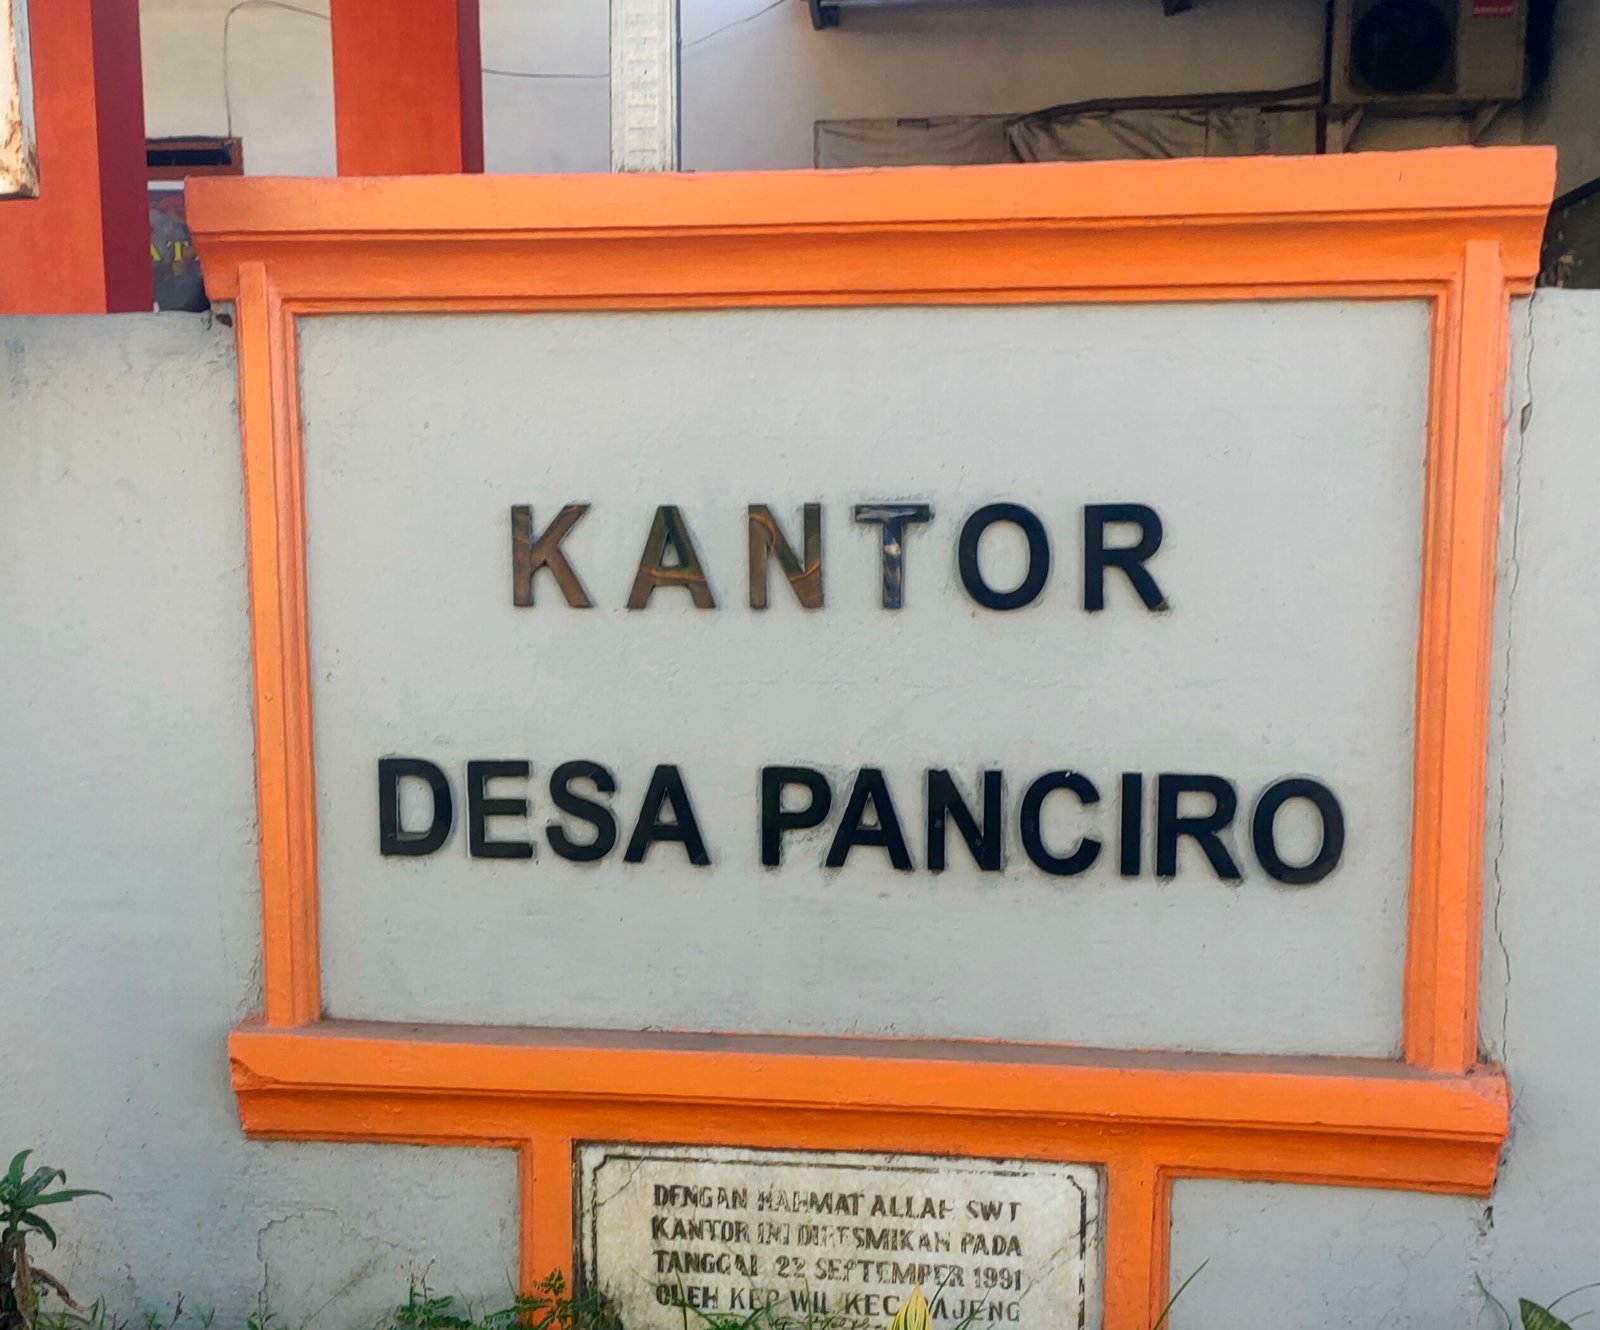 KANTOR
DESA PANCIRO
DENGAN RAHMAT ALLAH SWT
KANTOR INI DIRESMIKAN PADA
TANGGAL 22 SEPTEMBER 1991
OLEH KEP WIL KEC BAJENG